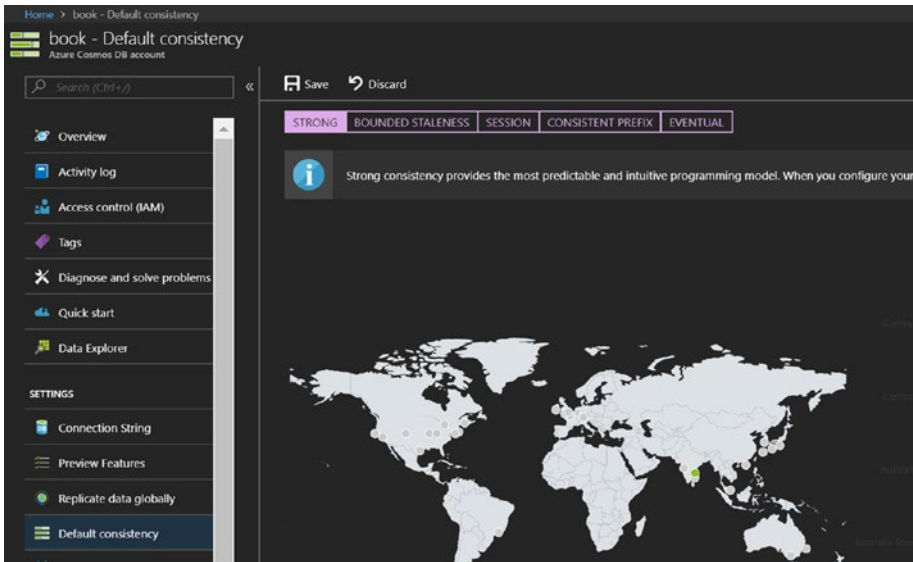 Home > book - Default consistency
book - Default consistency
Azure Cosmos DB account
Search (Ctrl+/)
«
Save Discard
STRONG BOUNDED STALENESS SESSION CONSISTENT PREFIX EVENTUAL
Strong consistency provides the most predictable and intuitive programming model. When you configure your
Overview
Activity log
Access control (IAM)
Tags
Diagnose and solve problems
Quick start
Data Explorer
SETTINGS
Connection String
Preview Features
Replicate data globally
Default consistency